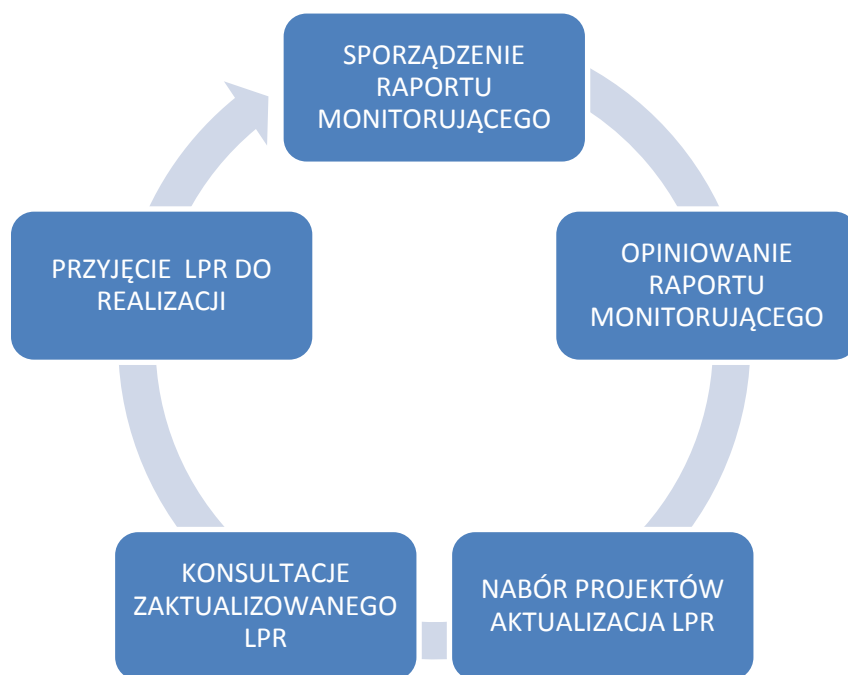 SPORZĄDZENIE
RAPORTU
MONITORUJĄCEGO
OPINIOWANIE
RAPORTU
MONITORUJĄCEGO
NABÓR PROJEKTÓW
AKTUALIZACJA LPR
KONSULTACJE
ZAKTUALIZOWANEGO
LPR
PRZYJĘCIE LPR DO
REALIZACJI